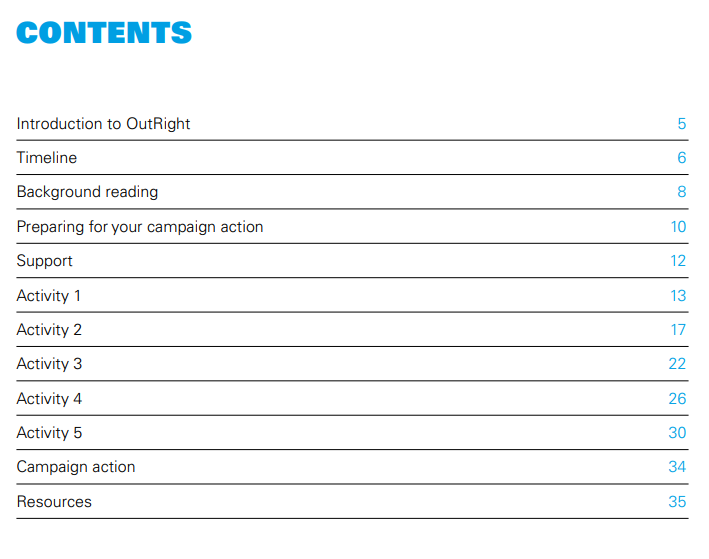 CONTENTS
Introduction to OutRight 5
Timeline 6
Background reading 8
Preparing for your campaign action 10
Support 12
Activity 1 13
Activity 2 17
Activity 3 22
Activity 4 26
Activity 5 30
Campaign action 34
Resources 35